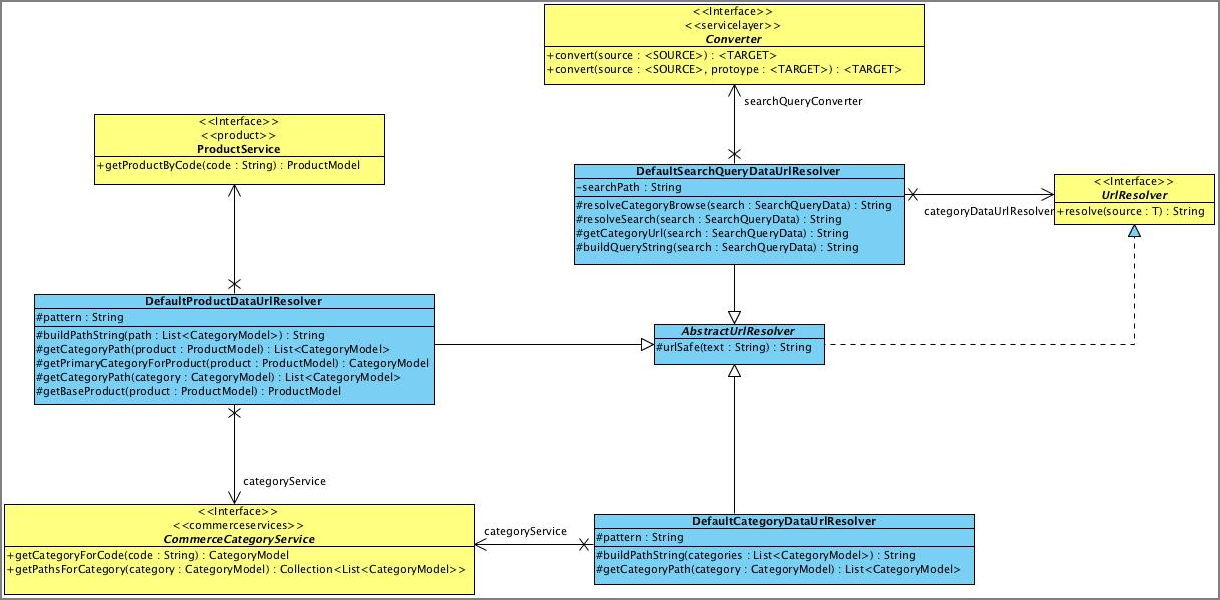 <<Interface>>
<<servicelayer>>
Converter
+convert(source : <SOURCE>) : <TARGET>
+convert(source : <SOURCE>, protoype : <TARGET>) : <TARGET>
searchQueryConverter
<<Interface>>
<<product>>
ProductService
+getProductByCode(code : String) : ProductModel
DefaultSearchQueryDataUrlResolver
-searchPath : String
#resolveCategoryBrowse(search : SearchQueryData) : String
#resolveSearch(search : SearchQueryData) : String
#getCategoryUrl(search : SearchQueryData) : String
#buildQueryString(search : SearchQueryData) : String
categoryDataUrlResolver
<<Interface>>
UrlResolver
+resolve(source : T) : String
DefaultProductDataUrlResolver
#pattern : String
#buildPathString(path : List<CategoryModel>) : String
#getCategoryPath(product : ProductModel) : List<CategoryModel>
#getPrimaryCategoryForProduct(product : ProductModel) : CategoryModel
#getCategoryPath(category : CategoryModel) : List<CategoryModel>
#getBaseProduct(product : ProductModel) : ProductModel
AbstractUrlResolver
#urlSafe(text : String) : String
categoryService
<<Interface>>
<<commerceservices>>
CommerceCategoryService
+getCategoryForCode(code : String) : CategoryModel
+getPathsForCategory(category : CategoryModel) : Collection<List<CategoryModel>>
categoryService
DefaultCategoryDataUrlResolver
#pattern : String
#buildPathString(categories : List<CategoryModel>) : String
#getCategoryPath(category : CategoryModel) : List<CategoryModel>